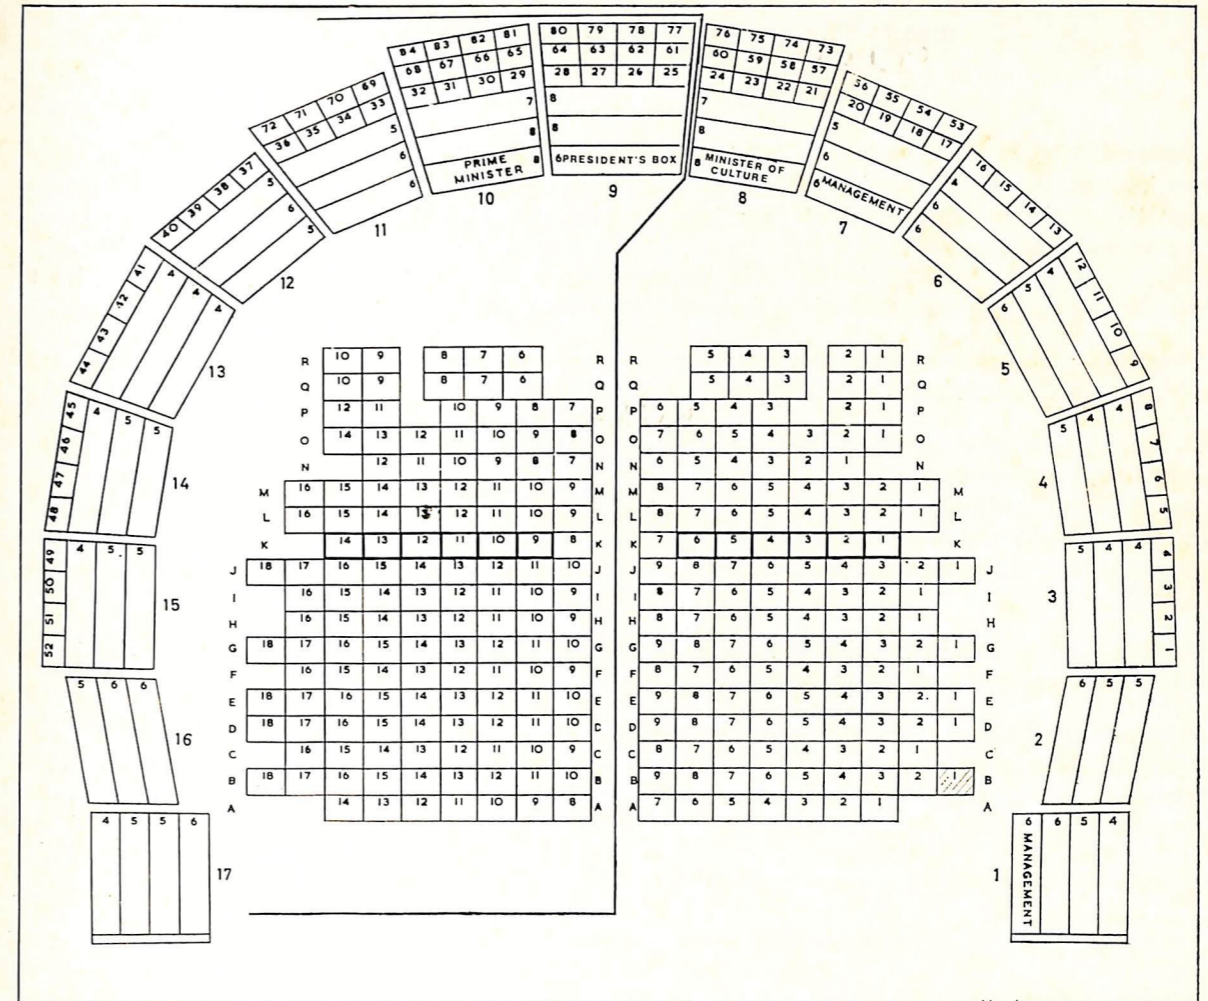 84 83 82 81 80 79 78 77 76 75 74 73
68 67 66 65 64 63 62 61 60 59 58 57
32 31 30 29 28 27 26 25 24 23 22 21
72 71 70 69 7 8 7 56 55 54 53
36 35 34 33 8 8 8 20 19 18 17
5 6 6 5 6 6
8 PRIME MINISTER
6 PRESIDENT'S BOX
8 MINISTER OF CULTURE
MANAGEMENT
11 10 9 8 7
40 39 38 37 5 6 5
16 15 14 13 4 6 6
12 6
41 42 43 44 4 4 4
12 11 10 9 4 5 6
13 5
45 46 47 48 4 5 5
8 7 6 5 4 4 5
14 4
49 50 51 52 4 5 5
4 3 2 1 4 4 5
15 3
5 6 6 16
2 6 5 5
4 5 5 6 17
1 6 6 5 4
MANAGEMENT
R 10 9 8 7 6 R R 5 4 3 2 1 R
Q 10 9 8 7 6 Q Q 5 4 3 2 1 Q
P 12 11 10 9 8 7 P P 6 5 4 3 2 1 P
O 14 13 12 11 10 9 8 O O 7 6 5 4 3 2 1 O
N 12 11 10 9 8 7 N N 6 5 4 3 2 1 N
M 16 15 14 13 12 11 10 9 M M 8 7 6 5 4 3 2 1 M
L 16 15 14 13 12 11 10 9 L L 8 7 6 5 4 3 2 1 L
K 14 13 12 11 10 9 8 K K 7 6 5 4 3 2 1 K
J 18 17 16 15 14 13 12 11 10 J J 9 8 7 6 5 4 3 2 1 J
I 16 15 14 13 12 11 10 9 I I 8 7 6 5 4 3 2 1 I
H 16 15 14 13 12 11 10 9 H H 8 7 6 5 4 3 2 1 H
G 18 17 16 15 14 13 12 11 10 G G 9 8 7 6 5 4 3 2 1 G
F 16 15 14 13 12 11 10 9 F F 8 7 6 5 4 3 2 1 F
E 18 17 16 15 14 13 12 11 10 E E 9 8 7 6 5 4 3 2 1 E
D 18 17 16 15 14 13 12 11 10 D D 9 8 7 6 5 4 3 2 1 D
C 16 15 14 13 12 11 10 9 C C 8 7 6 5 4 3 2 1 C
B 18 17 16 15 14 13 12 11 10 B B 9 8 7 6 5 4 3 2 1 B
A 14 13 12 11 10 9 8 A A 7 6 5 4 3 2 1 A